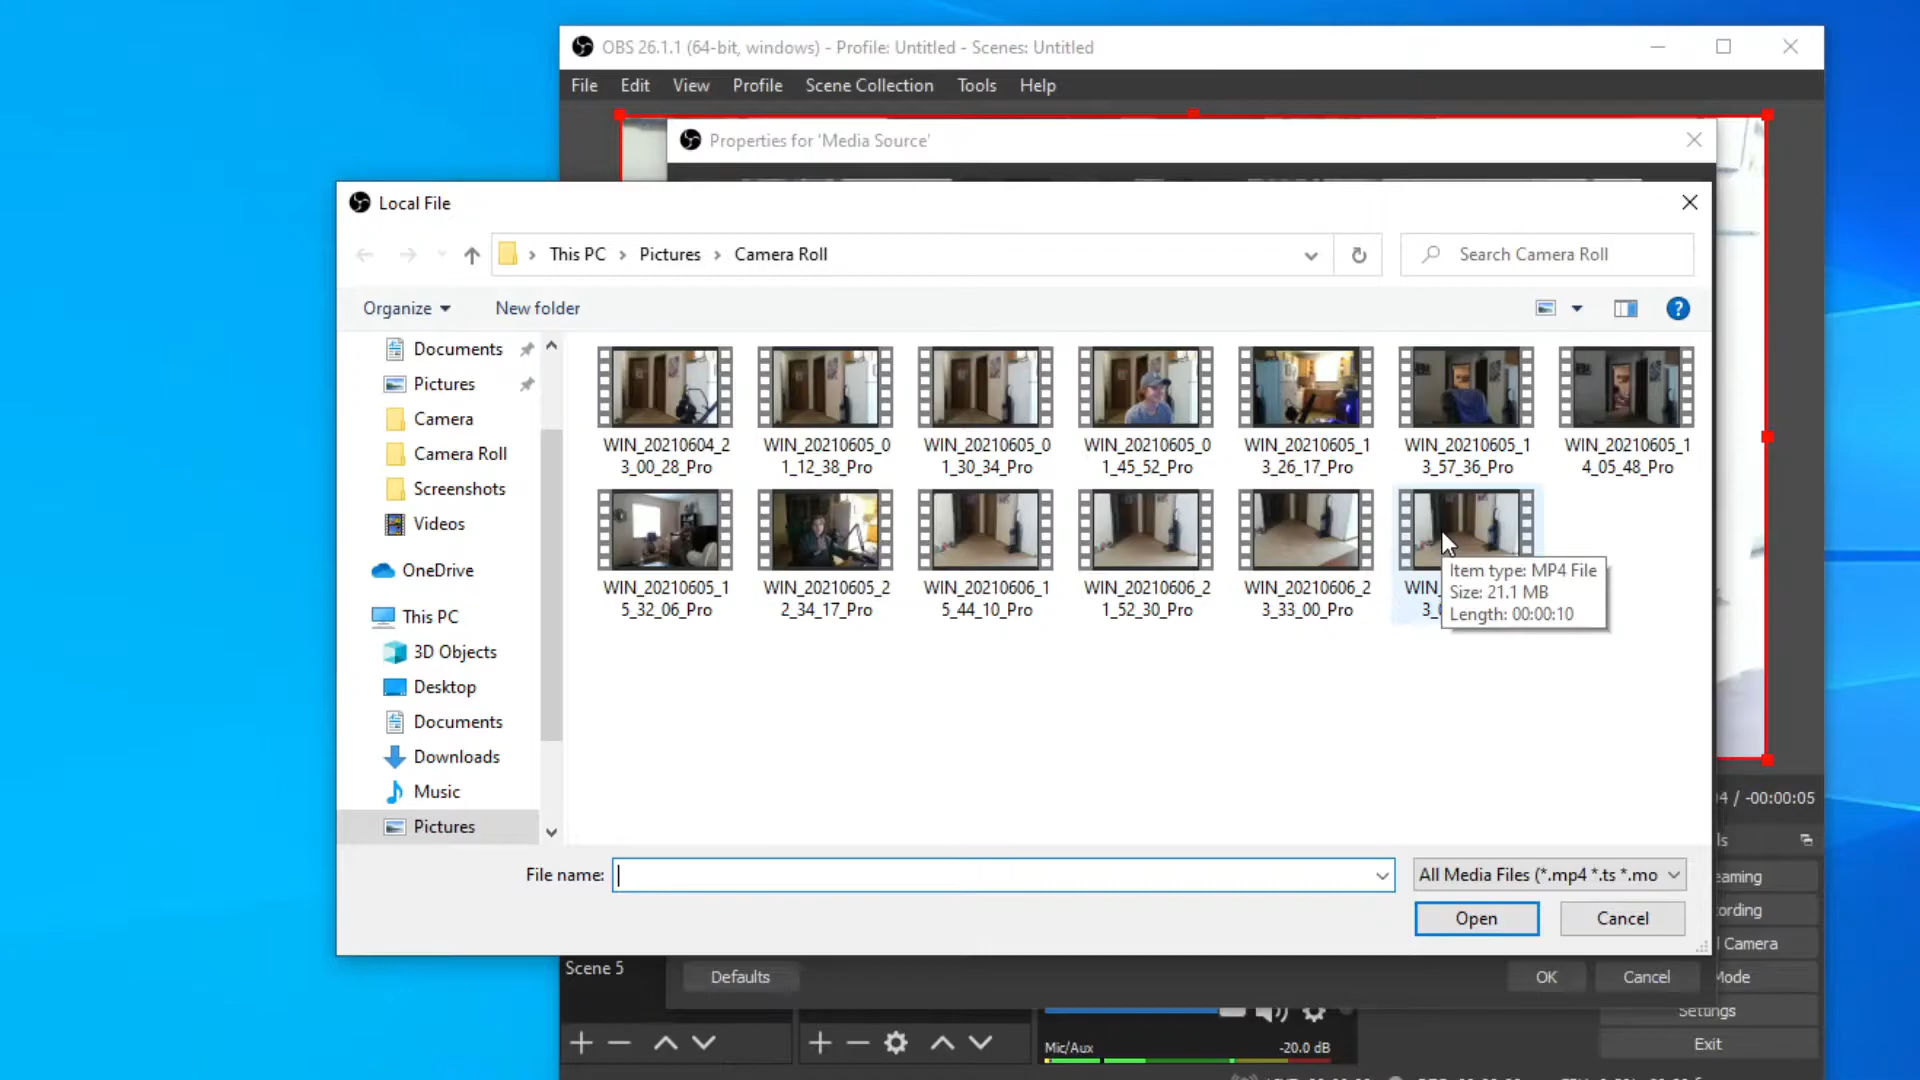 OBS 26.1.1 (64-bit, windows) - Profile: Untitled - Scenes: Untitled
File Edit View Profile Scene Collection Tools Help
Properties for 'Media Source'
Local File
This PC › Pictures › Camera Roll
Search Camera Roll
Organize
New folder
Documents
Pictures
Camera
Camera Roll
Screenshots
Videos
OneDrive
This PC
3D Objects
Desktop
Documents
Downloads
Music
Pictures
WIN_20210604_2
3_00_28_Pro
WIN_20210605_0
1_12_38_Pro
WIN_20210605_0
1_30_34_Pro
WIN_20210605_0
1_45_52_Pro
WIN_20210605_1
3_26_17_Pro
WIN_20210605_1
3_57_36_Pro
WIN_20210605_1
4_05_48_Pro
WIN_20210605_1
5_32_06_Pro
WIN_20210605_2
2_34_17_Pro
WIN_20210606_1
5_44_10_Pro
WIN_20210606_2
1_52_30_Pro
WIN_20210606_2
3_33_00_Pro
WIN_
Item type: MP4 File
Size: 21.1 MB
Length: 00:00:10
File name:
All Media Files (*.mp4 *.ts *.mo
Open
Cancel
/ -00:00:05
Camera
Mode
Settings
Exit
Scene 5
Defaults
OK
Cancel
Mic/Aux
-20.0 dB